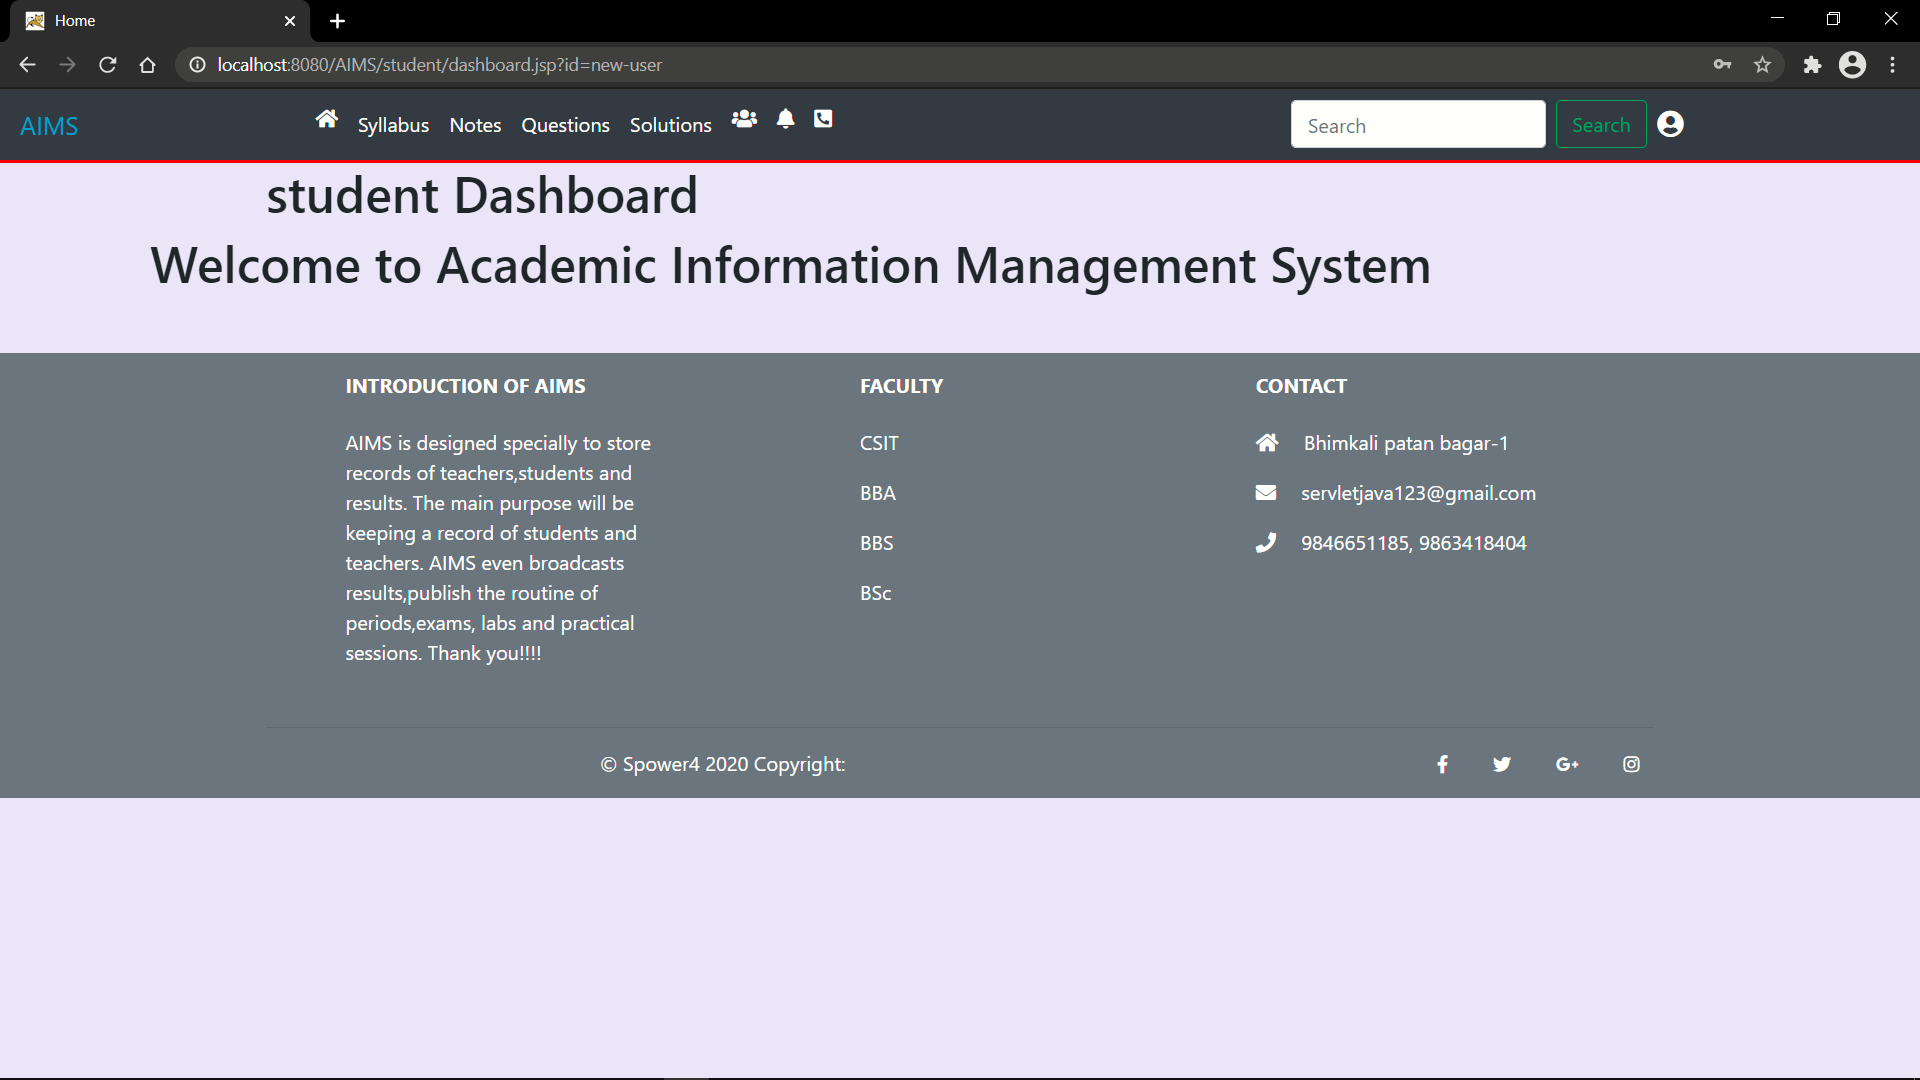 Home
localhost:8080/AIMS/student/dashboard.jsp?id=new-user
AIMS
Syllabus Notes Questions Solutions
Search
Search
student Dashboard
Welcome to Academic Information Management System
INTRODUCTION OF AIMS
AIMS is designed specially to store
records of teachers,students and
results. The main purpose will be
keeping a record of students and
teachers. AIMS even broadcasts
results,publish the routine of
periods,exams, labs and practical
sessions. Thank you!!!!
FACULTY
CSIT
BBA
BBS
BSc
CONTACT
Bhimkali patan bagar-1
servletjava123@gmail.com
9846651185, 9863418404
© Spower4 2020 Copyright: